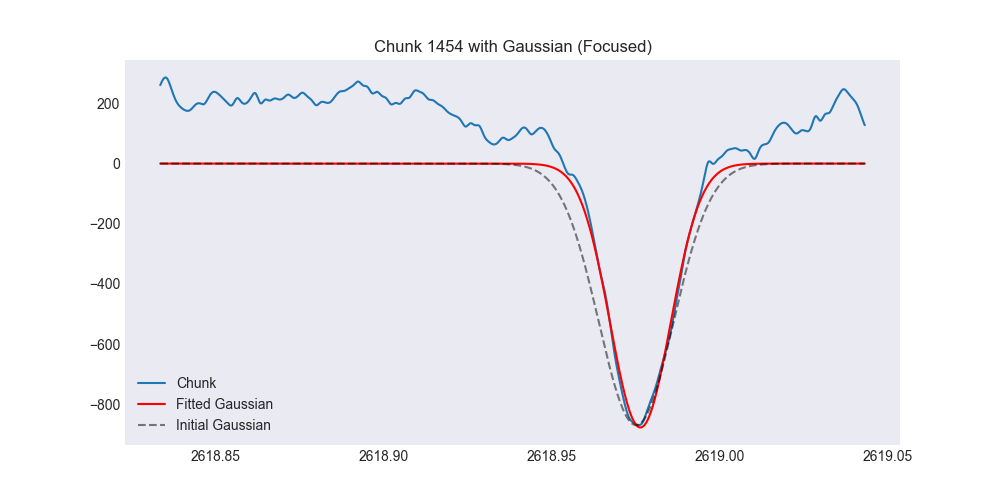 Chunk 1454 with Gaussian (Focused)
200
0
−200
−400
−600
−800
Chunk
Fitted Gaussian
Initial Gaussian
2618.85 2618.90 2618.95 2619.00 2619.05